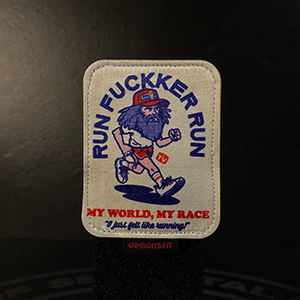 RUN FUCKKER RUN
MY WORLD, MY RACE
"I just felt like running!"
demons.fit